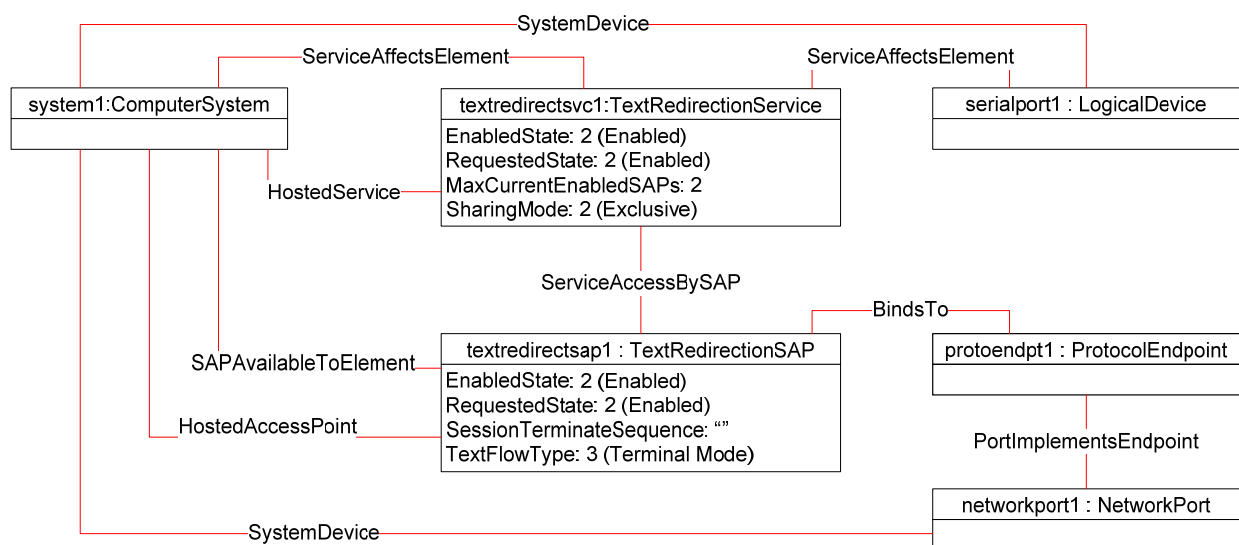 SystemDevice
ServiceAffectsElement
ServiceAffectsElement
system1:ComputerSystem
textredirectsvc1:TextRedirectionService
serialport1 : LogicalDevice
EnabledState: 2 (Enabled)
RequestedState: 2 (Enabled)
MaxCurrentEnabledSAPs: 2
SharingMode: 2 (Exclusive)
HostedService
ServiceAccessBySAP
BindsTo
textredirectsap1 : TextRedirectionSAP
protoendpt1 : ProtocolEndpoint
SAPAvailableToElement
EnabledState: 2 (Enabled)
RequestedState: 2 (Enabled)
SessionTerminateSequence: “”
TextFlowType: 3 (Terminal Mode)
HostedAccessPoint
PortImplementsEndpoint
networkport1 : NetworkPort
SystemDevice